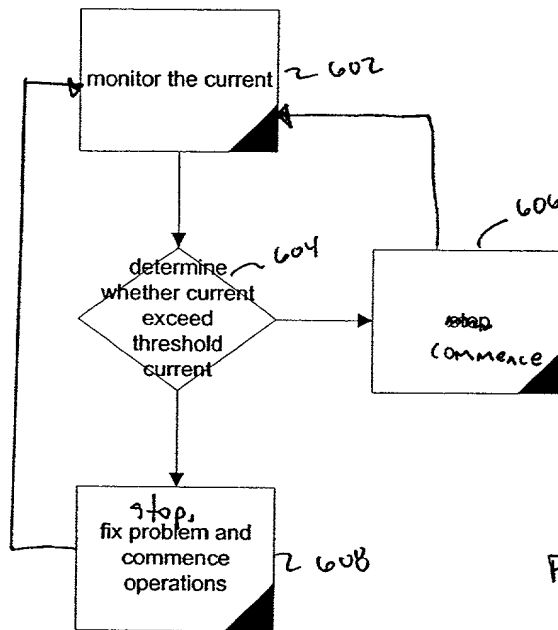 monitor the current
602
determine
whether current
exceed
threshold
current
604
606
stop
commence
stop,
fix problem and
commence
operations
608
F